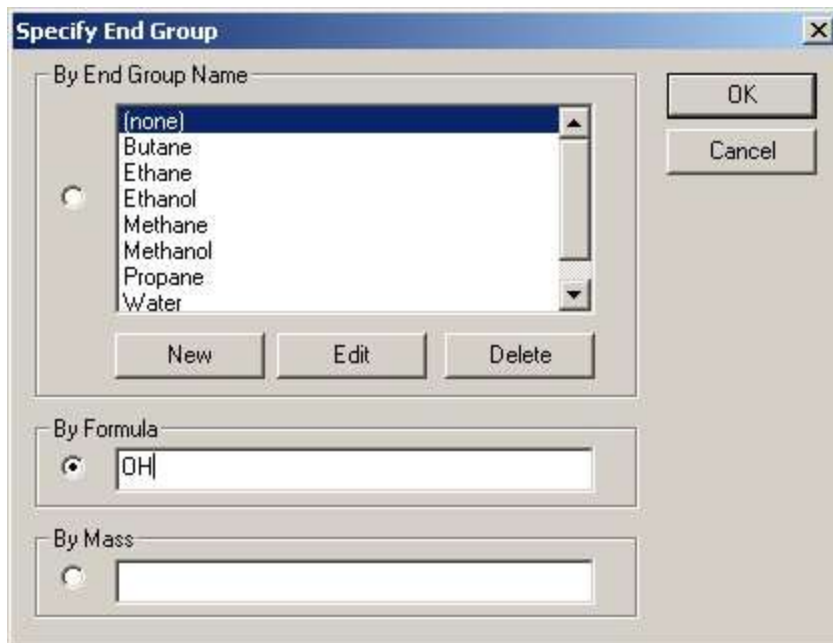 Specify End Group
By End Group Name
(none)
Butane
Ethane
Ethanol
Methane
Methanol
Propane
Water
New
Edit
Delete
OK
Cancel
By Formula
OH
By Mass